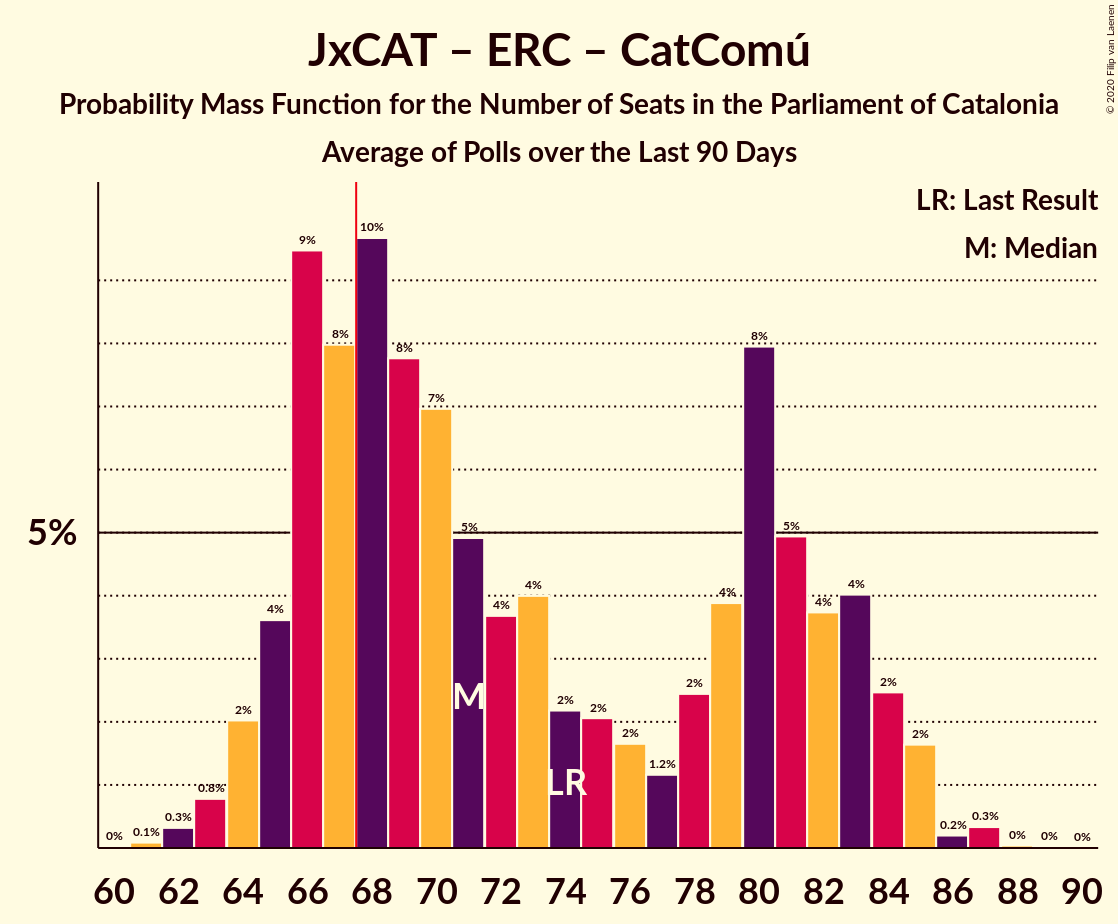 JxCAT – ERC – CatComú
Probability Mass Function for the Number of Seats in the Parliament of Catalonia
Average of Polls over the Last 90 Days
© 2020 Filip van Laenen
LR: Last Result
M: Median
5%
0% 0.1% 0.3% 0.8% 2% 4% 9% 8% 10% 8% 7% 5% 4% 4% 2% 2% 2% 1.2% 2% 4% 8% 5% 4% 4% 2% 2% 0.2% 0.3% 0% 0% 0%
M
LR
60 62 64 66 68 70 72 74 76 78 80 82 84 86 88 90